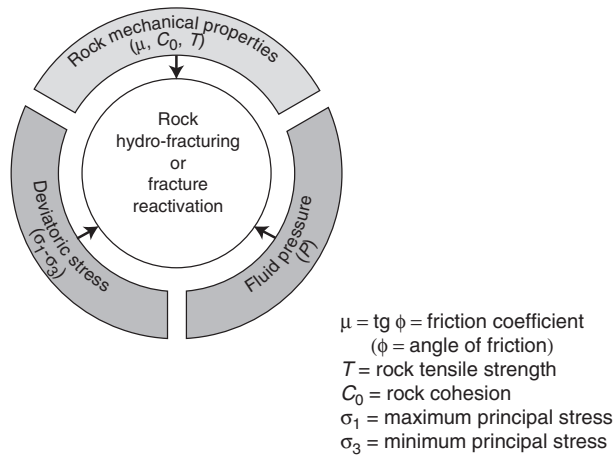 Rock mechanical properties
(μ, C₀, T)
Rock
hydro-fracturing
or
fracture
reactivation
Deviatoric stress
(σ₁-σ₃)
Fluid pressure
(P)
μ = tg ϕ = friction coefficient
(ϕ = angle of friction)
T = rock tensile strength
C₀ = rock cohesion
σ₁ = maximum principal stress
σ₃ = minimum principal stress